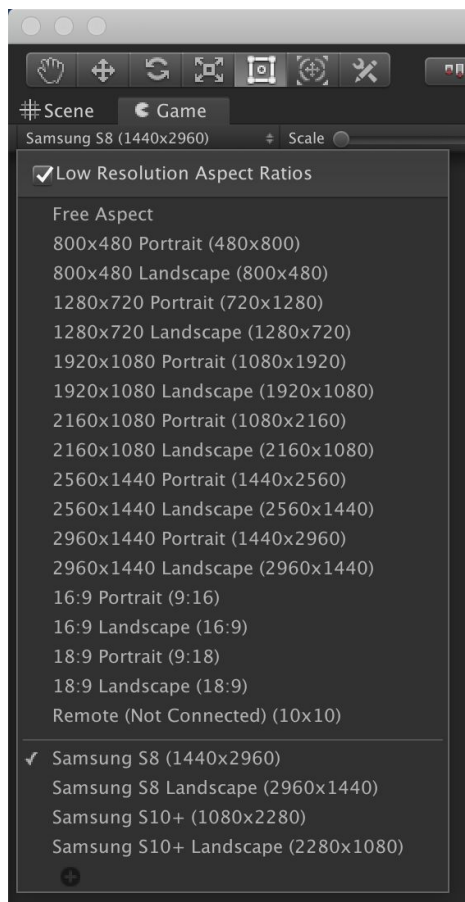 Scene
Game
Samsung S8 (1440x2960)
Scale
Low Resolution Aspect Ratios
Free Aspect
800x480 Portrait (480x800)
800x480 Landscape (800x480)
1280x720 Portrait (720x1280)
1280x720 Landscape (1280x720)
1920x1080 Portrait (1080x1920)
1920x1080 Landscape (1920x1080)
2160x1080 Portrait (1080x2160)
2160x1080 Landscape (2160x1080)
2560x1440 Portrait (1440x2560)
2560x1440 Landscape (2560x1440)
2960x1440 Portrait (1440x2960)
2960x1440 Landscape (2960x1440)
16:9 Portrait (9:16)
16:9 Landscape (16:9)
18:9 Portrait (9:18)
18:9 Landscape (18:9)
Remote (Not Connected) (10x10)
Samsung S8 (1440x2960)
Samsung S8 Landscape (2960x1440)
Samsung S10+ (1080x2280)
Samsung S10+ Landscape (2280x1080)